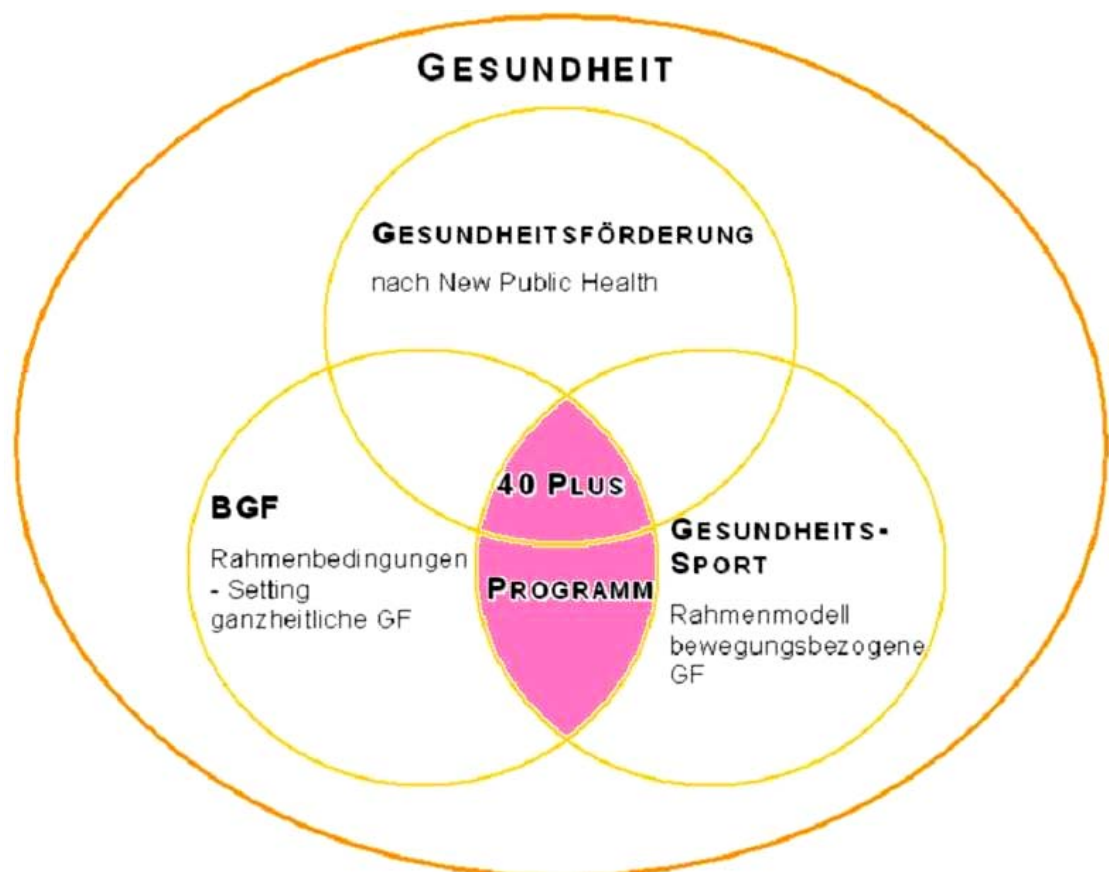 GESUNDHEIT
GESUNDHEITSFÖRDERUNG
nach New Public Health
40 PLUS
PROGRAMM
BGF
Rahmenbedingungen
- Setting
ganzheitliche GF
GESUNDHEITS-
SPORT
Rahmenmodell
bewegungsbezogene
GF